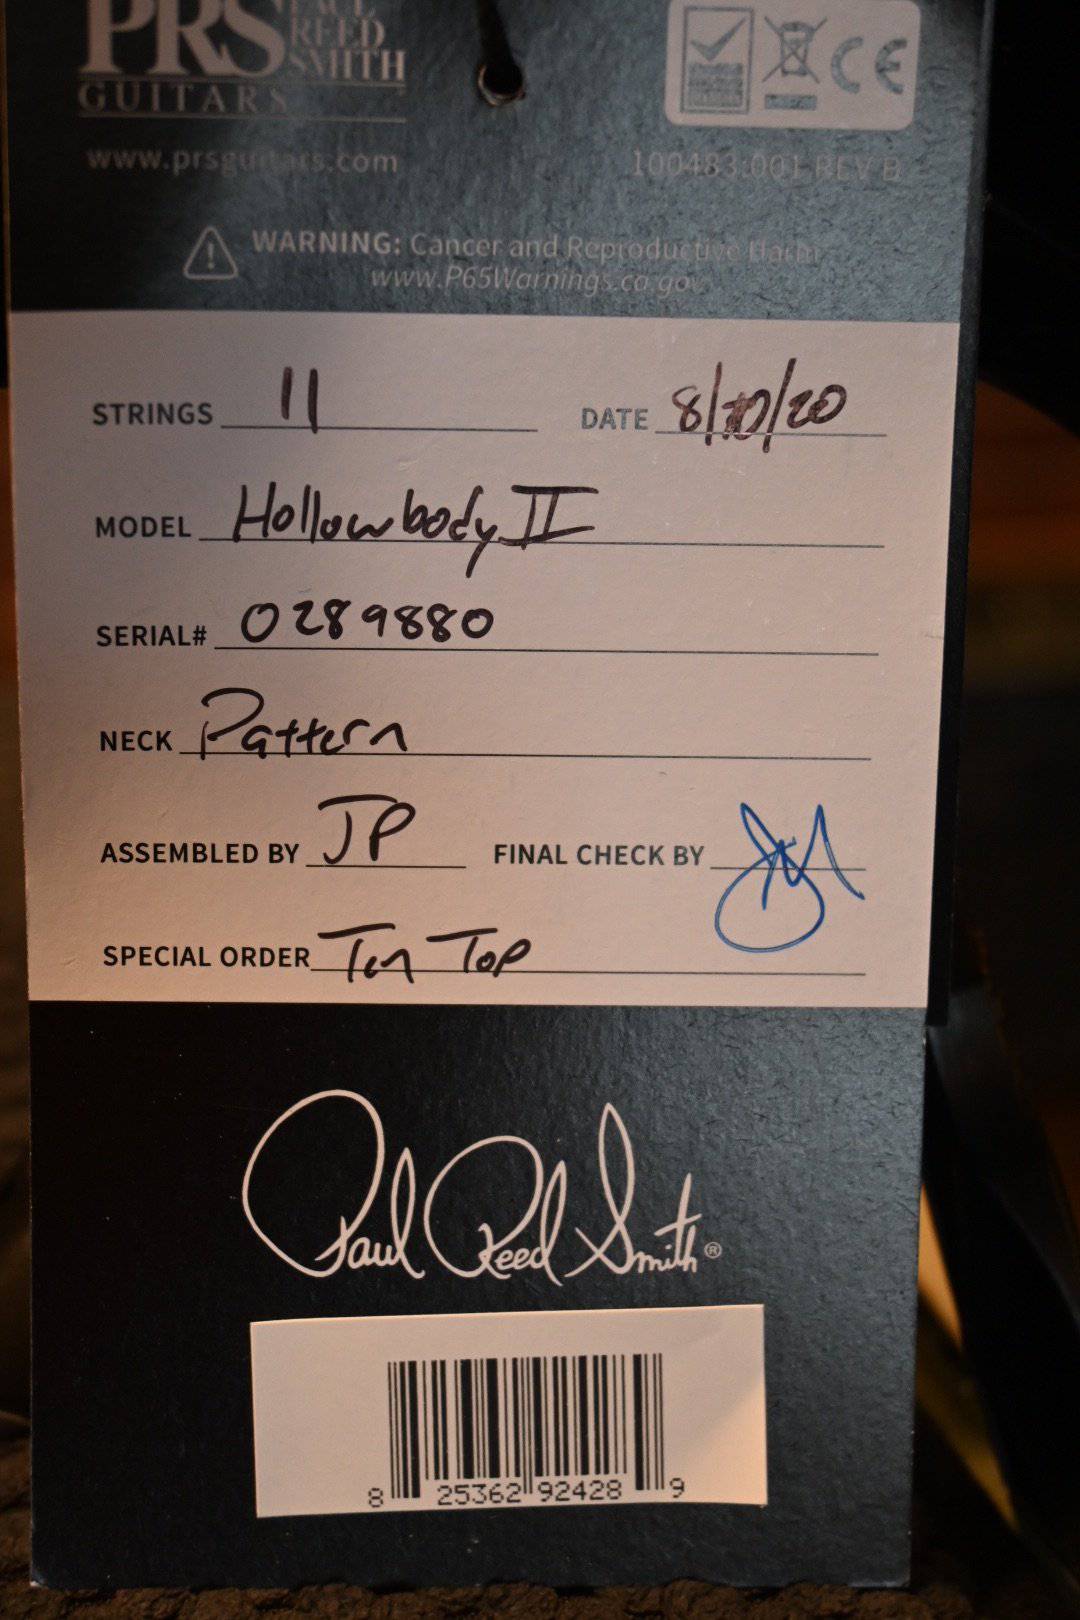 PRS PAUL REED SMITH
GUITARS
www.prsguitars.com
CE
100483:001 REV B
WARNING: Cancer and Reproductive Harm
www.P65Warnings.ca.gov
STRINGS 11 DATE 8/10/20
MODEL Hollowbody II
SERIAL# 0289880
NECK Pattern
ASSEMBLED BY JP FINAL CHECK BY
SPECIAL ORDER Ten Top
Paul Reed Smith®
8 25362 92428 9